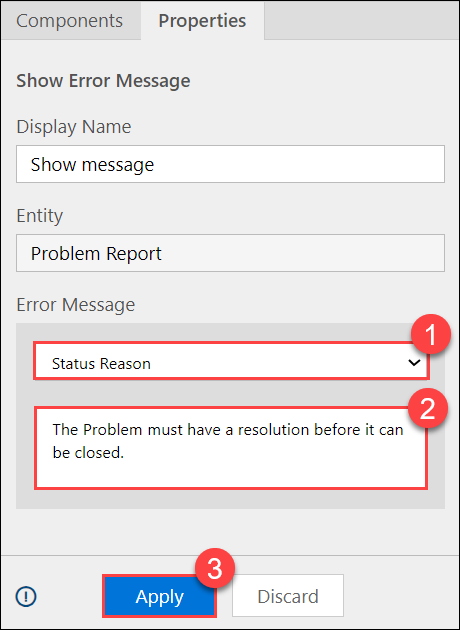 Components Properties
Show Error Message
Display Name
Show message
Entity
Problem Report
Error Message
1
Status Reason
2
The Problem must have a resolution before it can
be closed.
3
Apply Discard